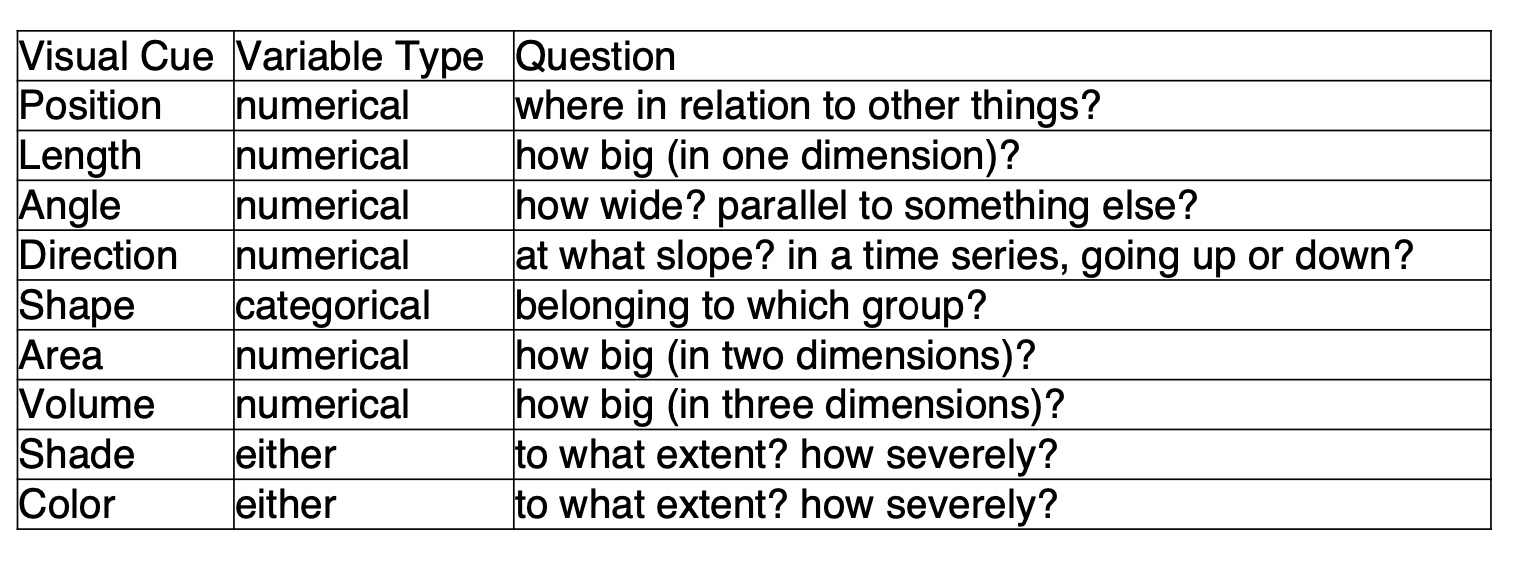 Visual Cue Variable Type Question
Position numerical where in relation to other things?
Length numerical how big (in one dimension)?
Angle numerical how wide? parallel to something else?
Direction numerical at what slope? in a time series, going up or down?
Shape categorical belonging to which group?
Area numerical how big (in two dimensions)?
Volume numerical how big (in three dimensions)?
Shade either to what extent? how severely?
Color either to what extent? how severely?